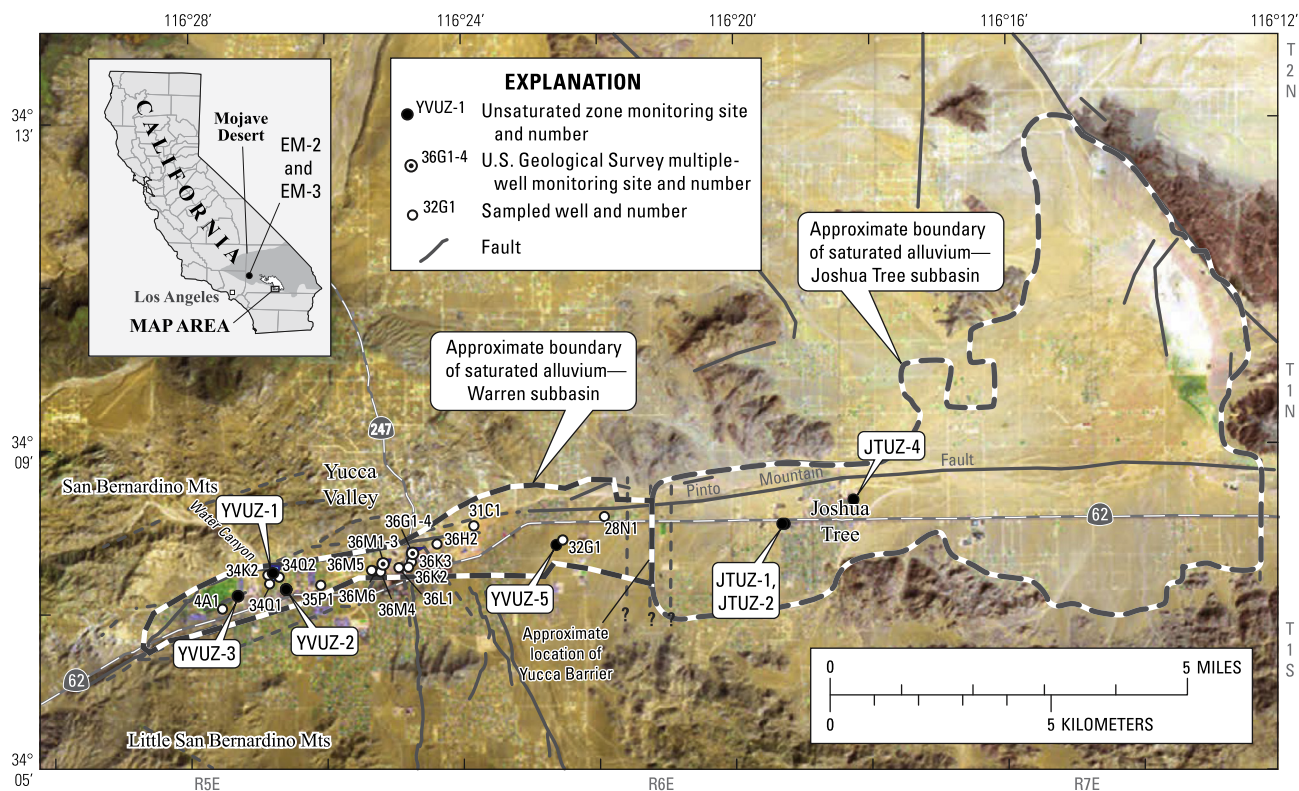 116°28′
116°24′
116°20′
116°16′
116°12′
34°
13′
34°
09′
34°
05′
T
2
N
T
1
N
T
1
S
R5E
R6E
R7E
CALIFORNIA
Mojave
Desert
EM-2
and
EM-3
Los Angeles
MAP AREA
EXPLANATION
YVUZ-1 Unsaturated zone monitoring site
and number
36G1-4 U.S. Geological Survey multiple-
well monitoring site and number
32G1 Sampled well and number
Fault
Approximate boundary
of saturated alluvium—
Joshua Tree subbasin
Approximate boundary
of saturated alluvium—
Warren subbasin
247
JTUZ-4
Pinto Mountain Fault
Yucca
Valley
San Bernardino Mts
Water Canyon
YVUZ-1
36G1-4
31C1
28N1
Joshua
Tree
62
36M1-3
36H2
32G1
34K2
34Q2
36M5
36K3
36K2
JTUZ-1,
JTUZ-2
4A1
34Q1
35P1
36M6
36M4
36L1
YVUZ-5
YVUZ-3
YVUZ-2
? ? ?
Approximate
location of
Yucca Barrier
62
Little San Bernardino Mts
0 5 MILES
0 5 KILOMETERS